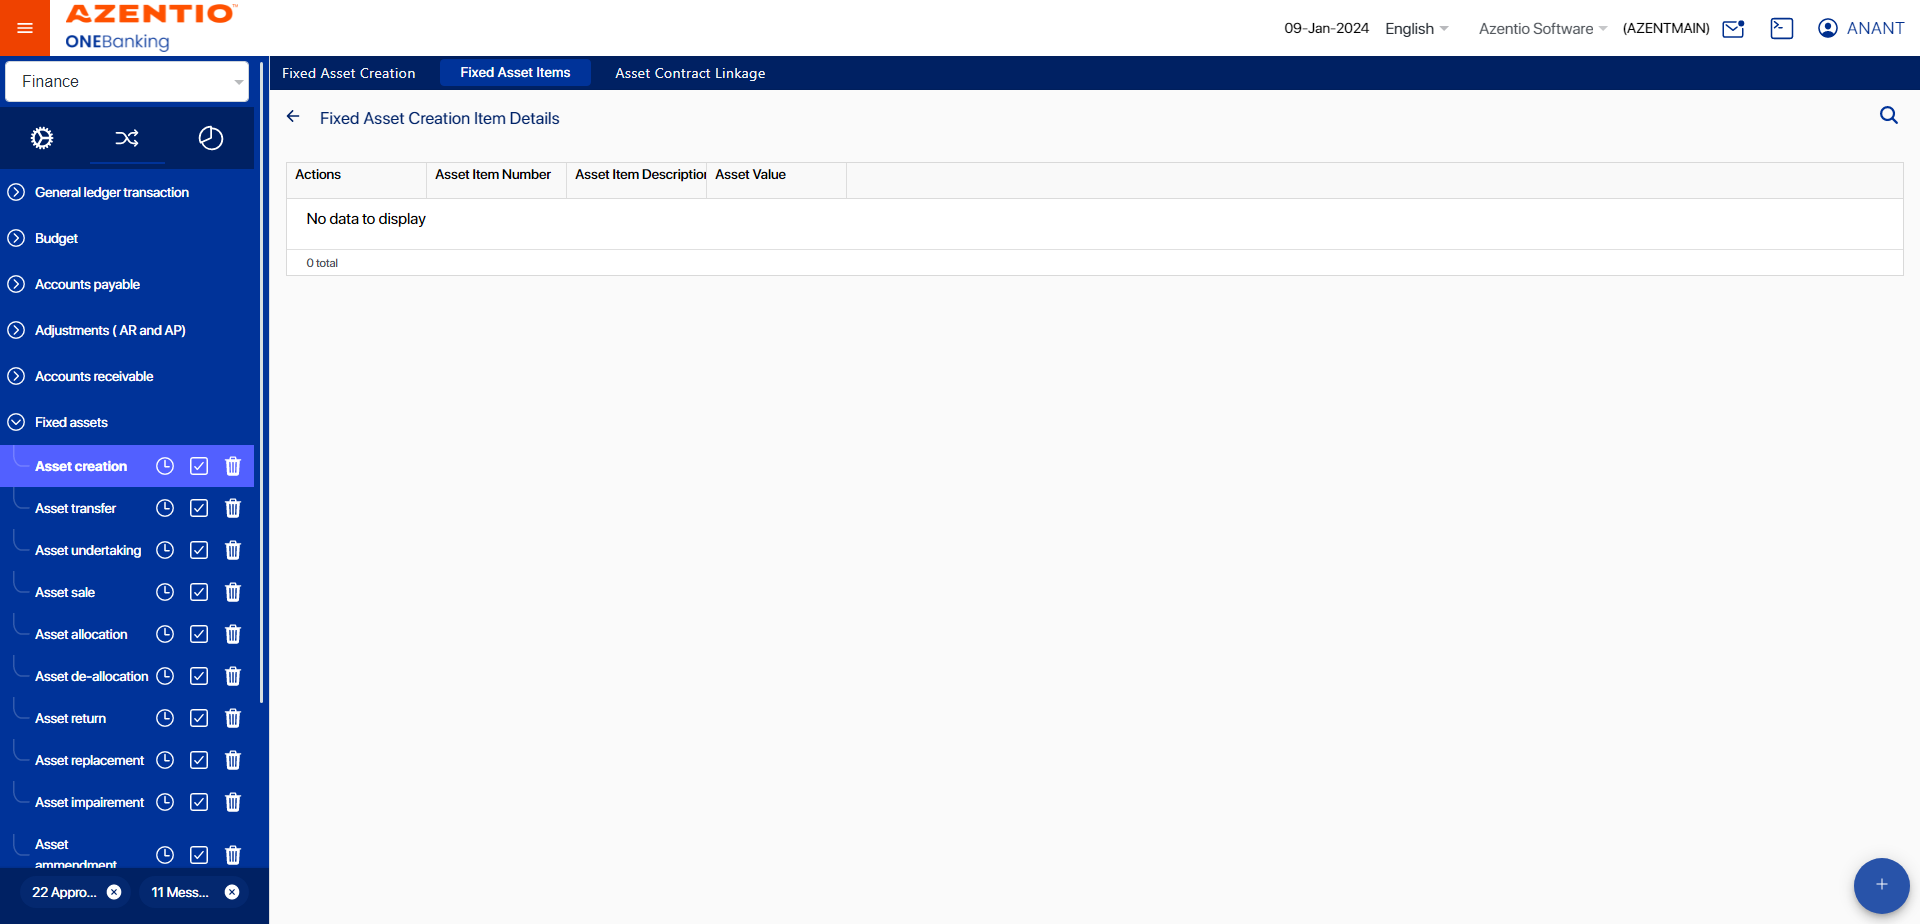 AZENTIO™
ONEBanking
09-Jan-2024 English Azentio Software (AZENTMAIN) ANANT
Finance
General ledger transaction
Budget
Accounts payable
Adjustments ( AR and AP)
Accounts receivable
Fixed assets
Asset creation
Asset transfer
Asset undertaking
Asset sale
Asset allocation
Asset de-allocation
Asset return
Asset replacement
Asset impairement
Asset
ammendment
22 Appro...
11 Mess...
Fixed Asset Creation Fixed Asset Items Asset Contract Linkage
Fixed Asset Creation Item Details
Actions Asset Item Number Asset Item Description Asset Value
No data to display
0 total